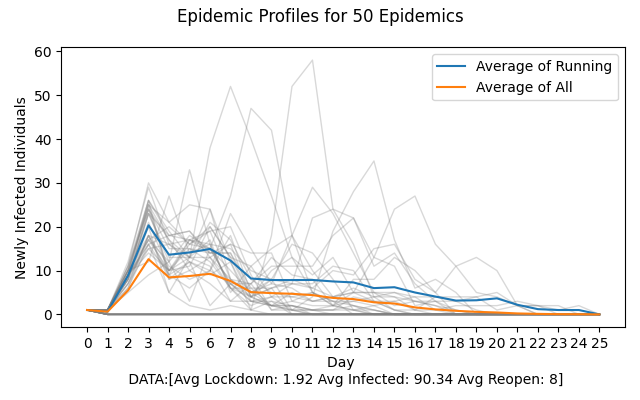 Epidemic Profiles for 50 Epidemics
60
50
40
30
20
10
0
Newly Infected Individuals
Average of Running
Average of All
0 1 2 3 4 5 6 7 8 9 10 11 12 13 14 15 16 17 18 19 20 21 22 23 24 25
Day
DATA:[Avg Lockdown: 1.92 Avg Infected: 90.34 Avg Reopen: 8]